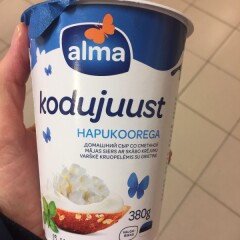 alma
kodujuust
HAPUKOOREGA
ДОМАШНИЙ СЫР СО СМЕТАНОЙ
MĀJAS SIERS AR SKĀBO KRĒJUMU
VARŠKĖ KRUOPELĖMIS SU GRIETINE
380g